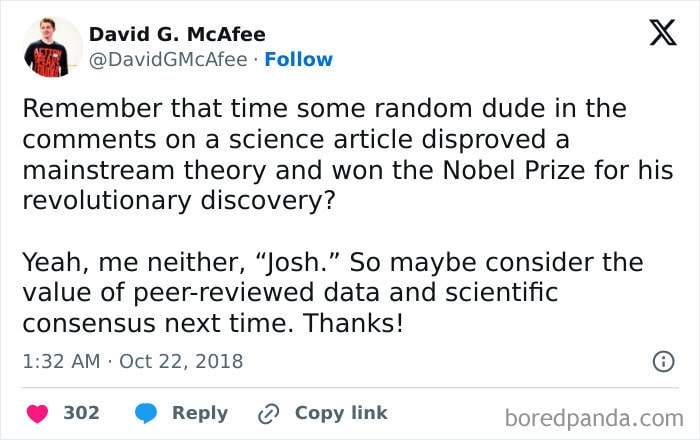 David G. McAfee
@DavidGMcAfee · Follow
X
Remember that time some random dude in the
comments on a science article disproved a
mainstream theory and won the Nobel Prize for his
revolutionary discovery?
Yeah, me neither, “Josh.” So maybe consider the
value of peer-reviewed data and scientific
consensus next time. Thanks!
1:32 AM · Oct 22, 2018
302 Reply Copy link
boredpanda.com